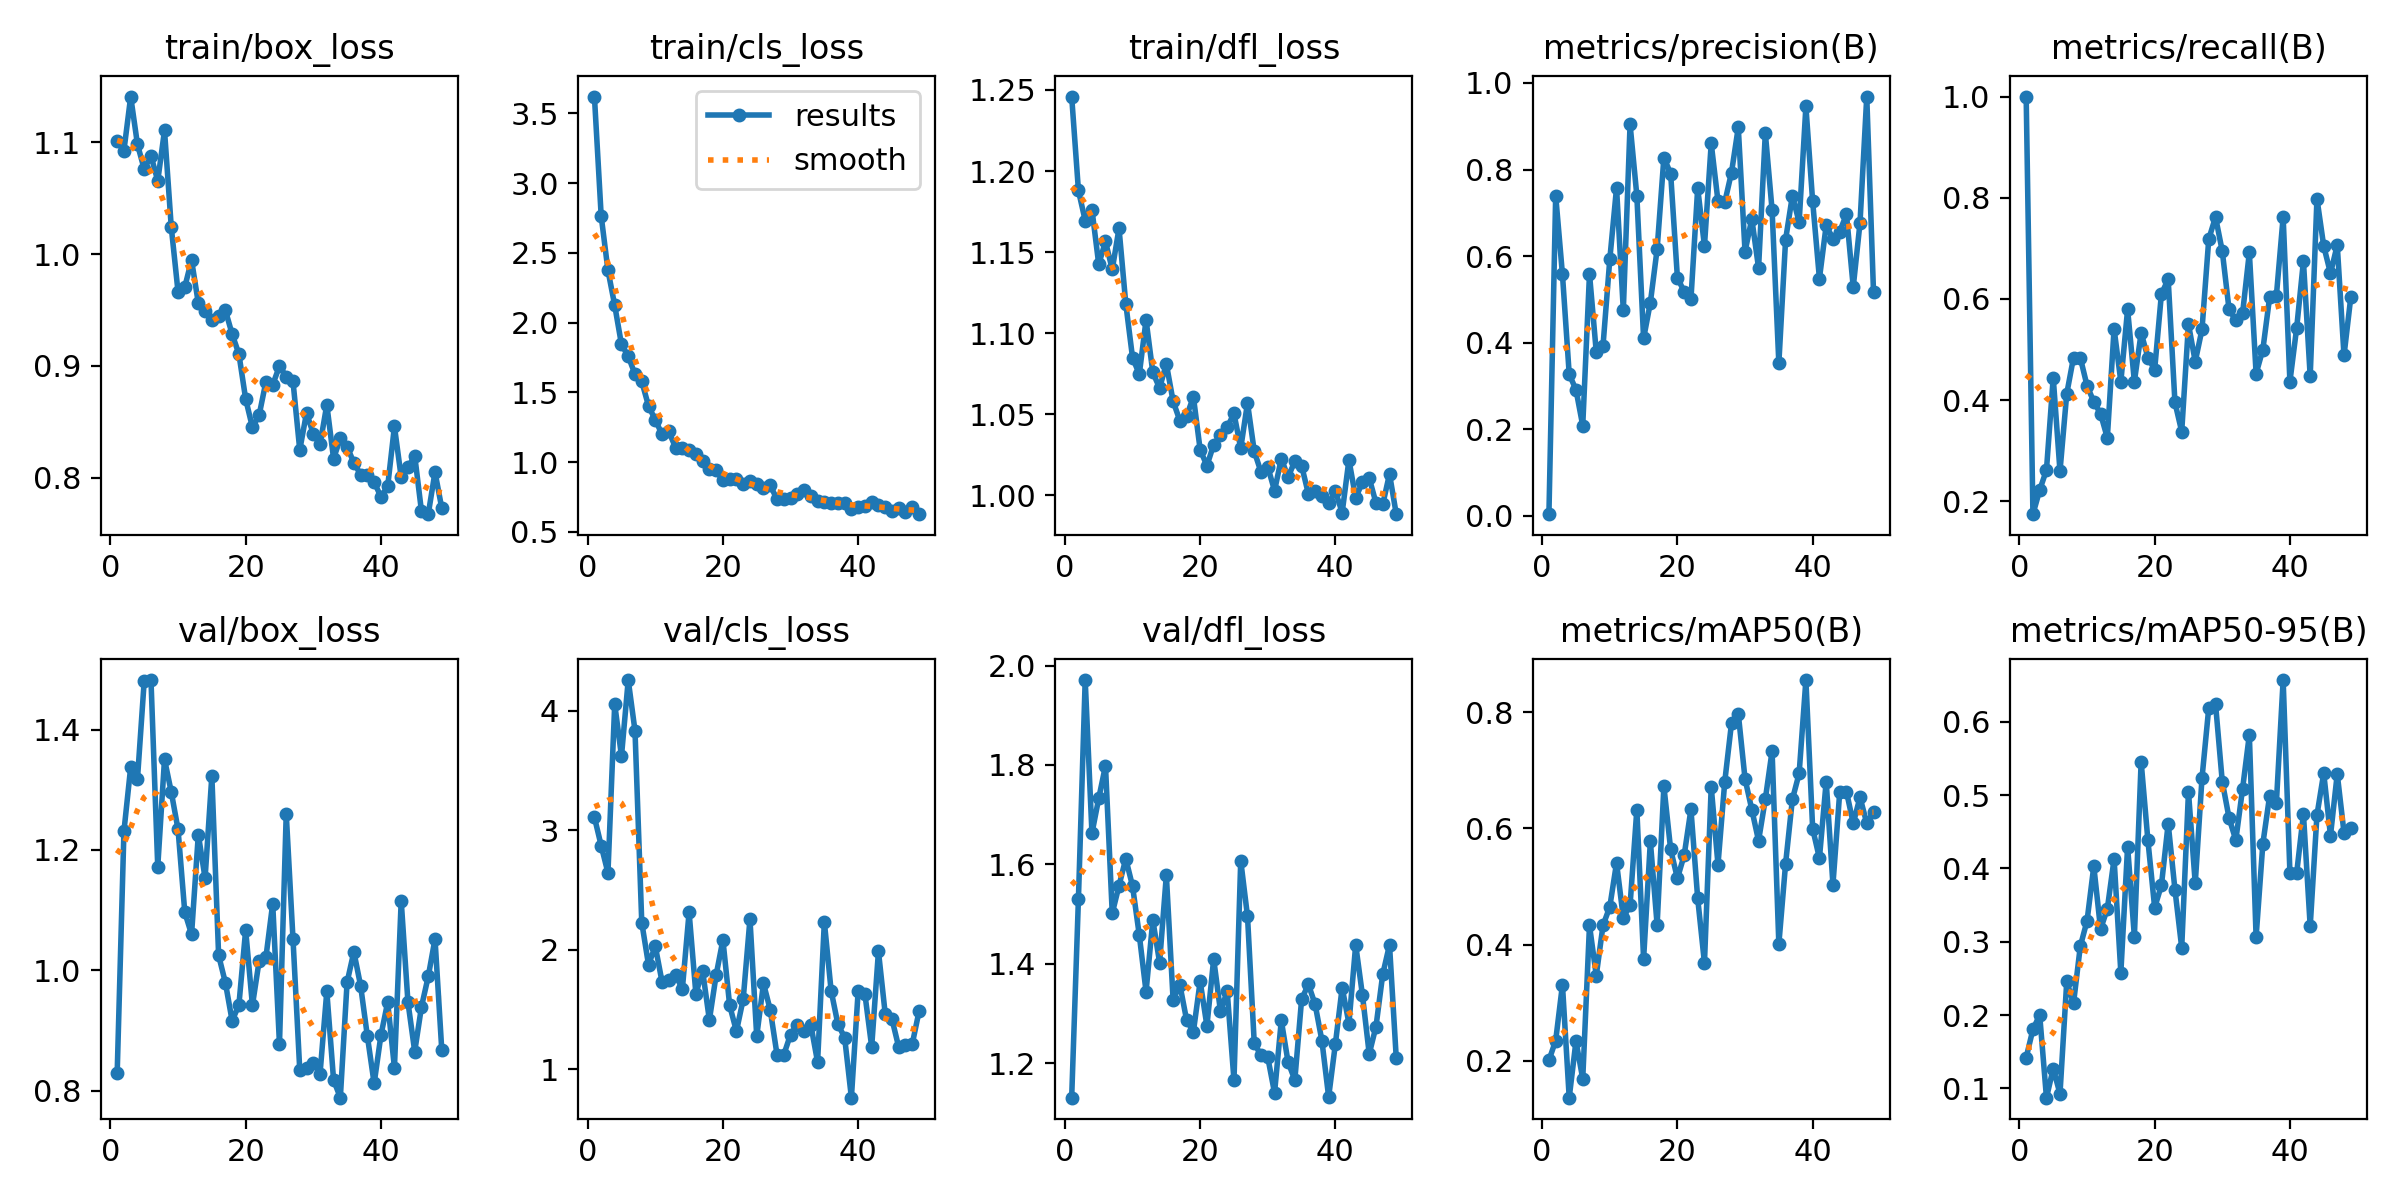 train/box_loss
1.1
1.0
0.9
0.8
0 20 40
train/cls_loss
results
smooth
3.5
3.0
2.5
2.0
1.5
1.0
0.5
0 20 40
train/dfl_loss
1.25
1.20
1.15
1.10
1.05
1.00
0 20 40
metrics/precision(B)
1.0
0.8
0.6
0.4
0.2
0.0
0 20 40
metrics/recall(B)
1.0
0.8
0.6
0.4
0.2
0 20 40
val/box_loss
1.4
1.2
1.0
0.8
0 20 40
val/cls_loss
4
3
2
1
0 20 40
val/dfl_loss
2.0
1.8
1.6
1.4
1.2
0 20 40
metrics/mAP50(B)
0.8
0.6
0.4
0.2
0 20 40
metrics/mAP50-95(B)
0.6
0.5
0.4
0.3
0.2
0.1
0 20 40